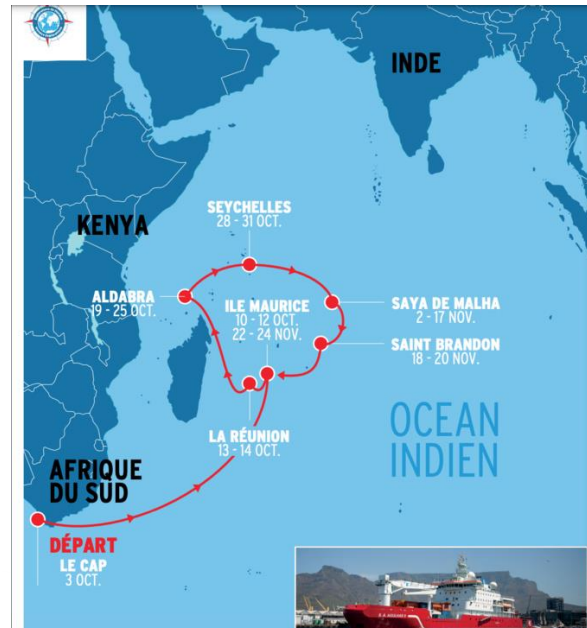 INDE
SEYCHELLES
28 - 31 OCT.
KENYA
ALDABRA
19 - 25 OCT.
ILE MAURICE
10 - 12 OCT.
22 - 24 NOV.
SAYA DE MALHA
2 - 17 NOV.
SAINT BRANDON
18 - 20 NOV.
LA RÉUNION
13 - 14 OCT.
OCEAN
INDIEN
AFRIQUE
DU SUD
DÉPART
LE CAP
3 OCT.